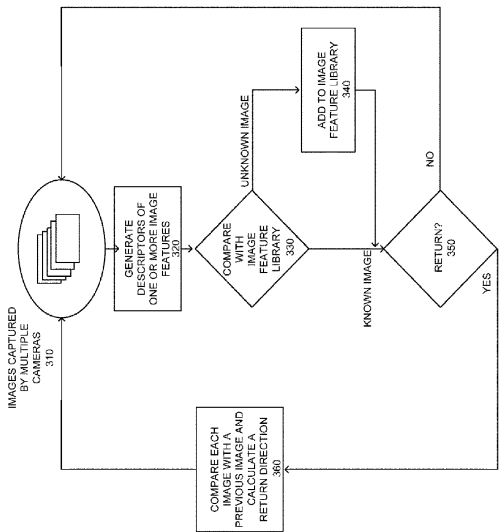 IMAGES CAPTURED
BY MULTIPLE
CAMERAS
310
GENERATE
DESCRIPTORS OF
ONE OR MORE IMAGE
FEATURES
320
COMPARE
WITH
IMAGE
FEATURE
LIBRARY
330
UNKNOWN IMAGE
ADD TO IMAGE
FEATURE LIBRARY
340
KNOWN IMAGE
RETURN?
350
NO
YES
COMPARE EACH
IMAGE WITH A
PREVIOUS IMAGE AND
CALCULATE A
RETURN DIRECTION
360